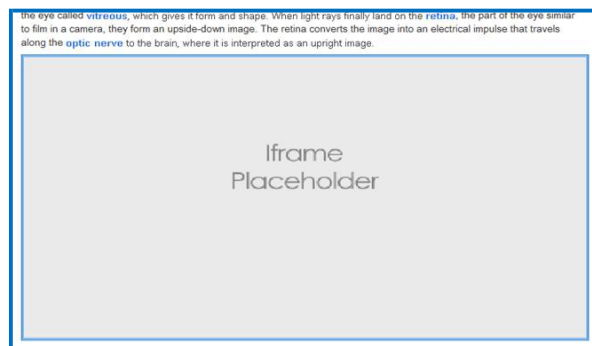 the eye called vitreous, which gives it form and shape. When light rays finally land on the retina, the part of the eye similar
to film in a camera, they form an upside-down image. The retina converts the image into an electrical impulse that travels
along the optic nerve to the brain, where it is interpreted as an upright image.
Iframe
Placeholder